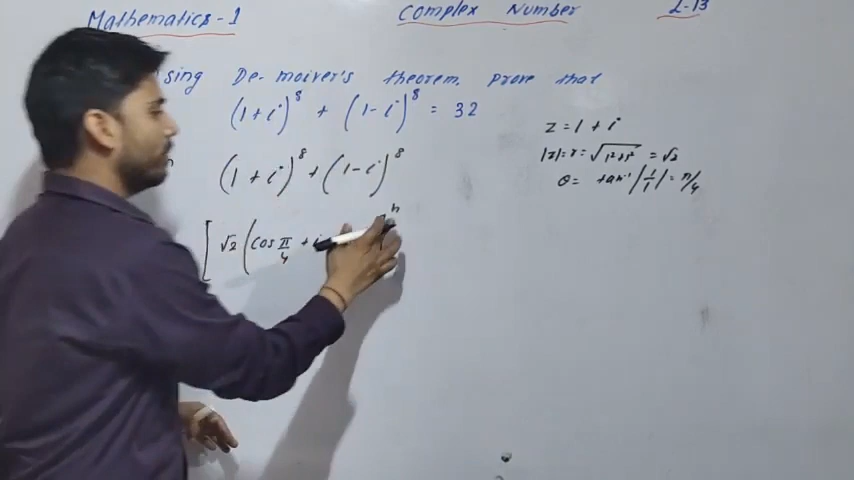 Mathematics-1 Complex Number L-13
sing De-moiver's theorem, prove that
(1+i)^8 + (1-i)^8 = 32
z = 1 + i
(1+i)^8 + (1-i)^8
|z|=r= √(1²+1²) = √2
θ= tan⁻¹|1/1|= π/4
[√2 (cos π/4 + i